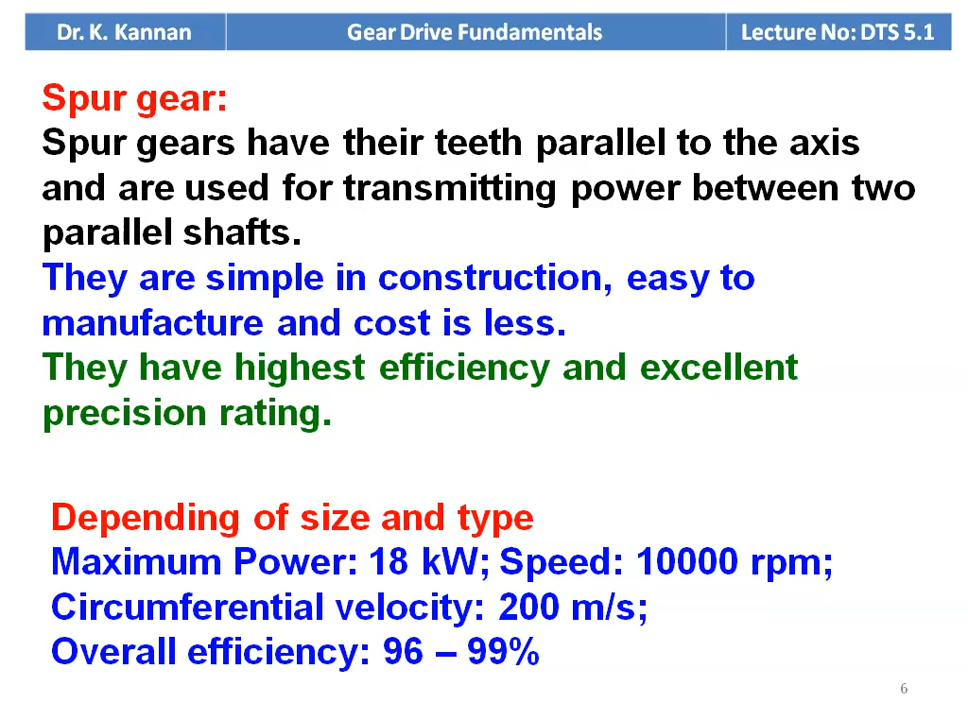 Dr. K. Kannan Gear Drive Fundamentals Lecture No: DTS 5.1
Spur gear:
Spur gears have their teeth parallel to the axis
and are used for transmitting power between two
parallel shafts.
They are simple in construction, easy to
manufacture and cost is less.
They have highest efficiency and excellent
precision rating.
Depending of size and type
Maximum Power: 18 kW; Speed: 10000 rpm;
Circumferential velocity: 200 m/s;
Overall efficiency: 96 – 99%
6